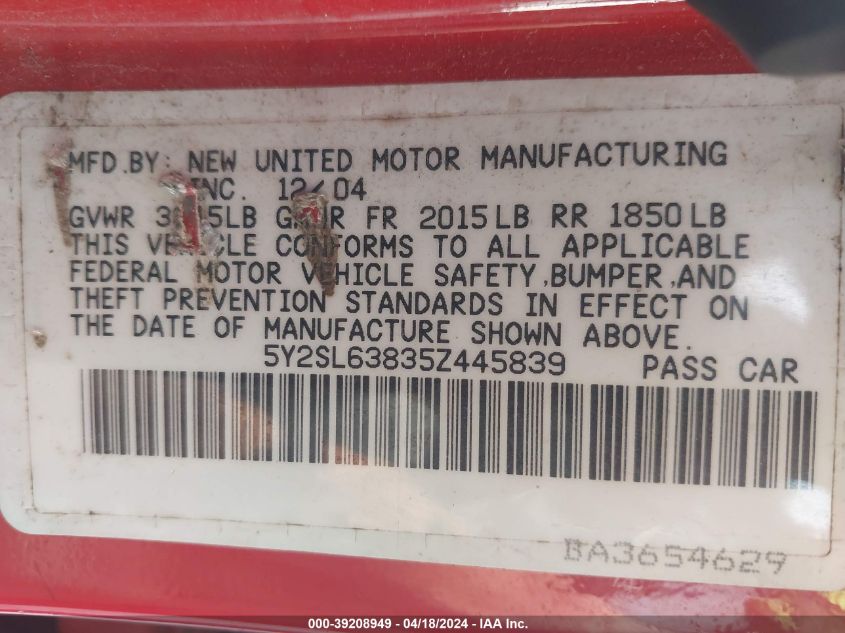 MFD.BY: NEW UNITED MOTOR MANUFACTURING
INC. 12/04
GVWR FR 2015LB RR 1850LB
THIS VEHICLE CONFORMS TO ALL APPLICABLE
FEDERAL MOTOR VEHICLE SAFETY,BUMPER,AND
THEFT PREVENTION STANDARDS IN EFFECT ON
THE DATE OF MANUFACTURE SHOWN ABOVE.
5Y2SL63835Z445839 PASS CAR
BA3654629
000-39208949 - 04/18/2024 - IAA Inc.